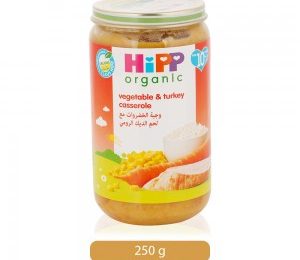 HiPP
organic
vegetable & turkey
casserole
وجبة الخضروات مع
لحم الديك الرومي
250 g